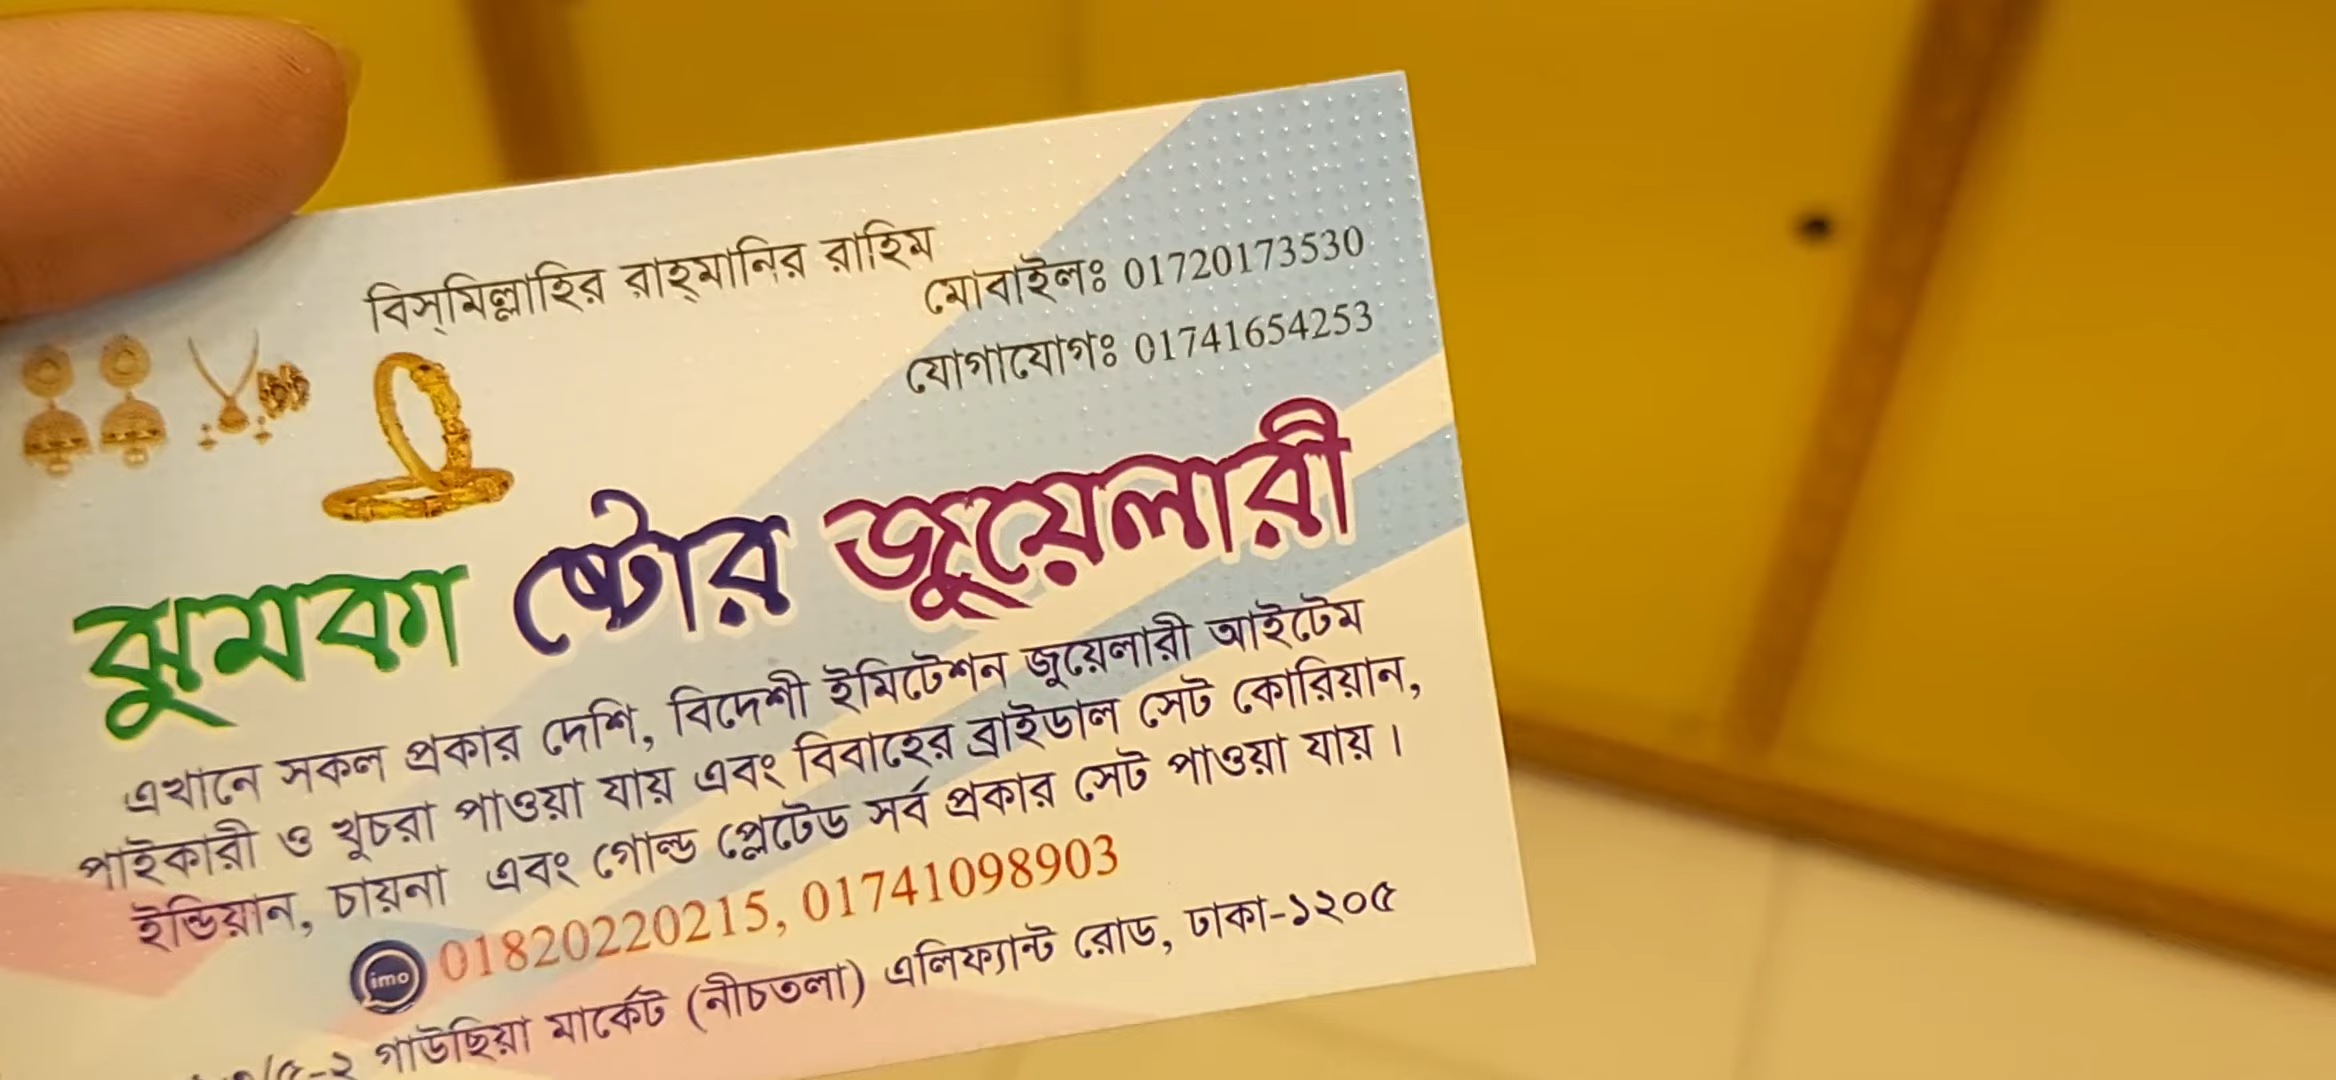 বিস্‌মিল্লাহির রাহ্‌মানির রাহিম
মোবাইলঃ 01720173530
যোগাযোগঃ 01741654253
ঝুমকা ষ্টোর জুয়েলারী
এখানে সকল প্রকার দেশি, বিদেশী ইমিটেশন জুয়েলারী আইটেম
পাইকারী ও খুচরা পাওয়া যায় এবং বিবাহের ব্রাইডাল সেট কোরিয়ান,
ইন্ডিয়ান, চায়না এবং গোল্ড প্লেটেড সর্ব প্রকার সেট পাওয়া যায়।
imo 01820220215, 01741098903
গাউছিয়া মার্কেট (নীচতলা) এলিফ্যান্ট রোড, ঢাকা-১২০৫